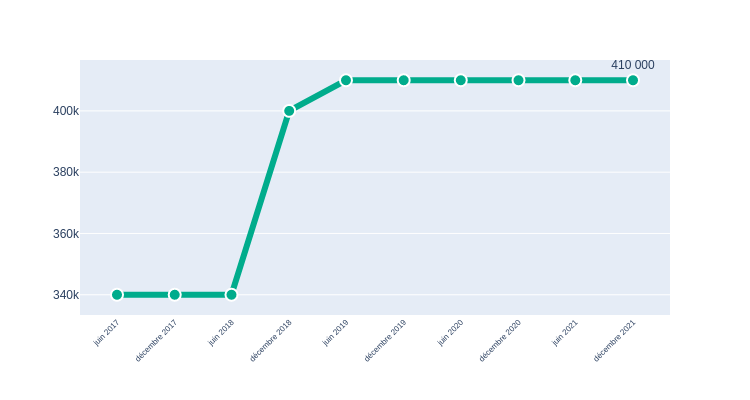 410 000
400k
380k
360k
340k
juin 2017
décembre 2017
juin 2018
décembre 2018
juin 2019
décembre 2019
juin 2020
décembre 2020
juin 2021
décembre 2021